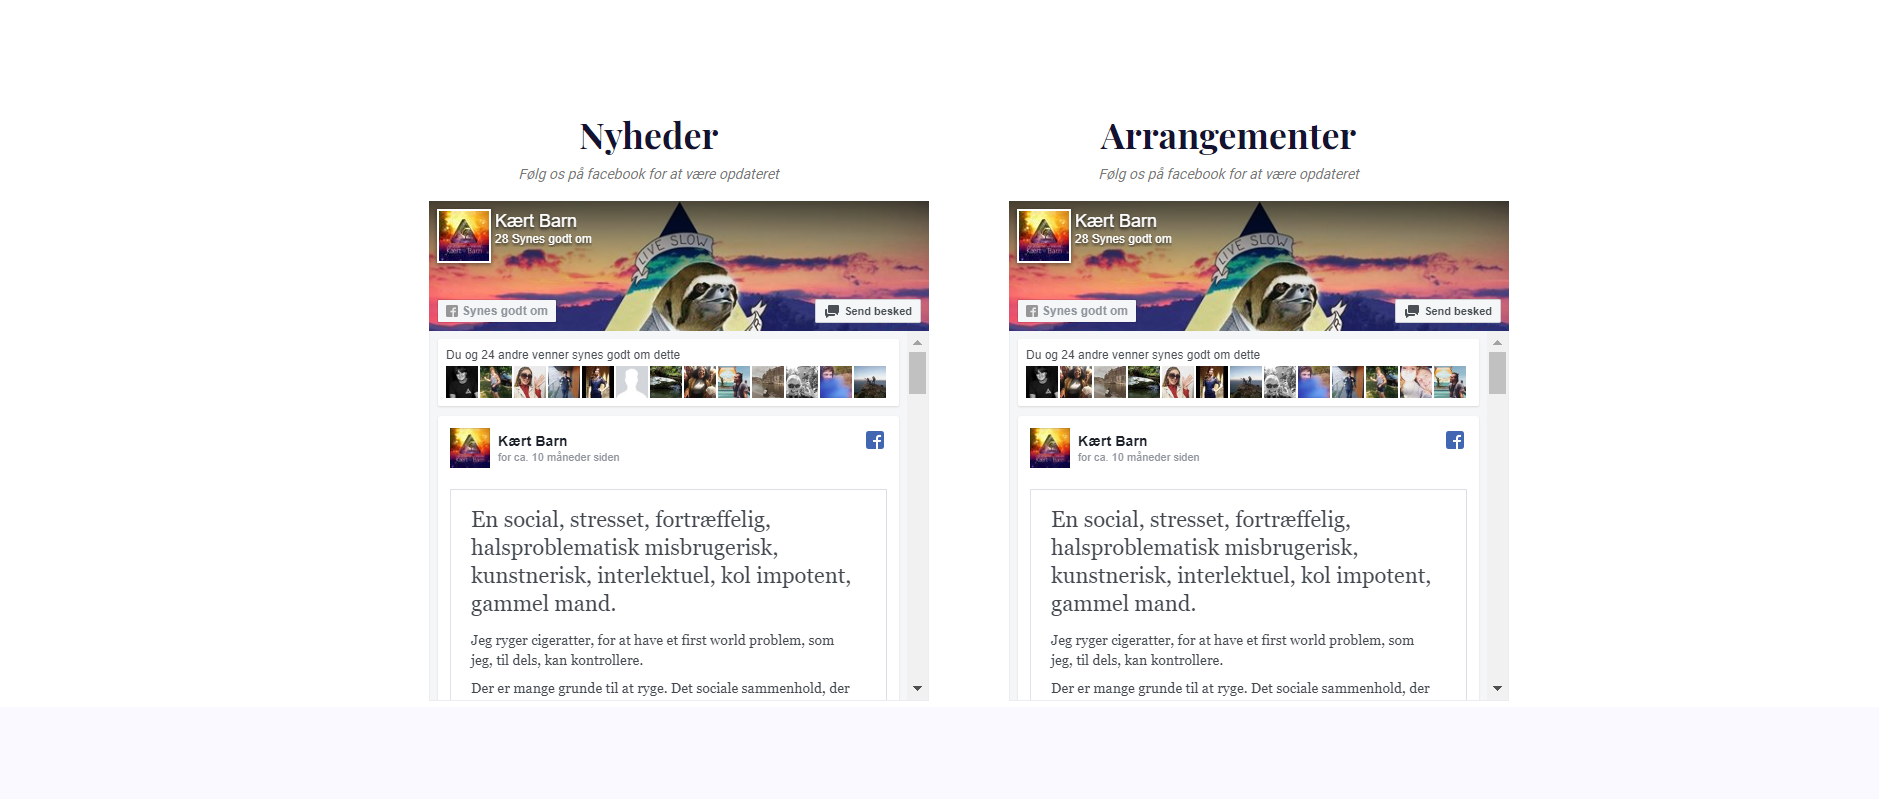 Nyheder
Følg os på facebook for at være opdateret
Kært Barn
28 Synes godt om
LIVE SLOW
Kært - Barn
Synes godt om
Send besked
Du og 24 andre venner synes godt om dette
Kært Barn
for ca. 10 måneder siden
Kært - Barn
En social, stresset, fortræffelig,
halsproblematisk misbrugerisk,
kunstnerisk, interlektuel, kol impotent,
gammel mand.
Jeg ryger cigeratter, for at have et first world problem, som
jeg, til dels, kan kontrollere.
Der er mange grunde til at ryge. Det sociale sammenhold, der
Arrangementer
Følg os på facebook for at være opdateret
Kært Barn
28 Synes godt om
LIVE SLOW
Kært - Barn
Synes godt om
Send besked
Du og 24 andre venner synes godt om dette
Kært Barn
for ca. 10 måneder siden
Kært - Barn
En social, stresset, fortræffelig,
halsproblematisk misbrugerisk,
kunstnerisk, interlektuel, kol impotent,
gammel mand.
Jeg ryger cigeratter, for at have et first world problem, som
jeg, til dels, kan kontrollere.
Der er mange grunde til at ryge. Det sociale sammenhold, der